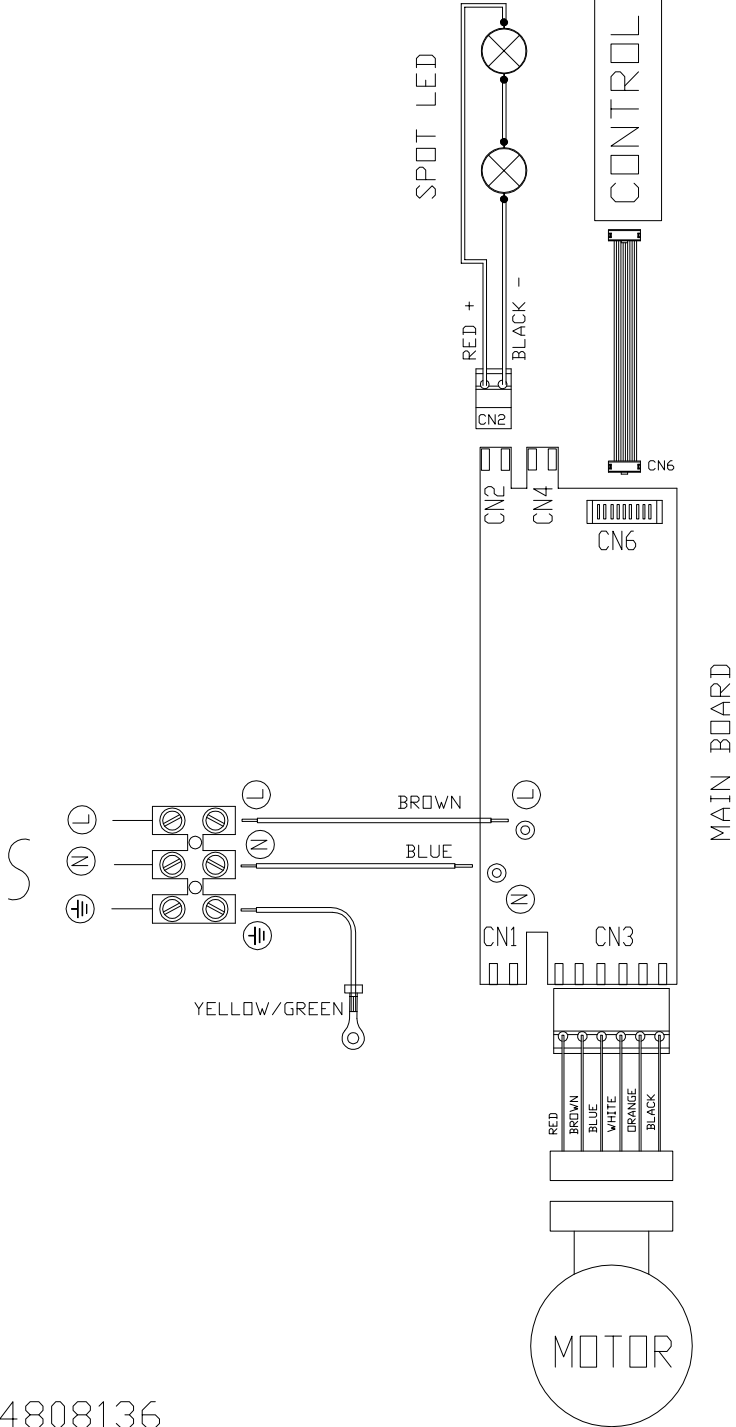 SPOT LED
CONTROL
RED +
BLACK -
CN2
CN6
CN2
CN4
CN6
MAIN BOARD
L
L
BROWN
L
N
N
BLUE
N
CN1
CN3
YELLOW/GREEN
RED
BROWN
BLUE
WHITE
ORANGE
BLACK
MOTOR
4808136